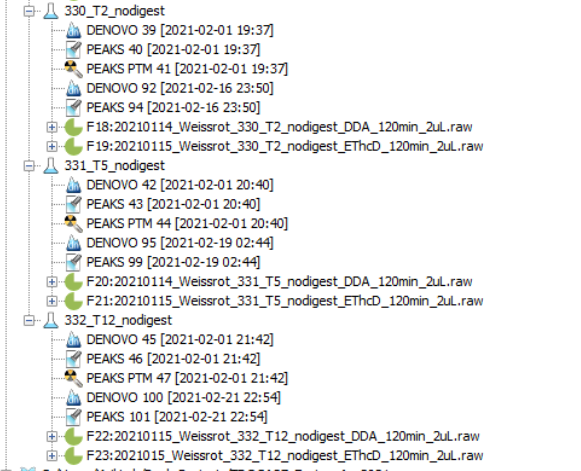 330_T2_nodigest
DENOVO 39 [2021-02-01 19:37]
PEAKS 40 [2021-02-01 19:37]
PEAKS PTM 41 [2021-02-01 19:37]
DENOVO 92 [2021-02-16 23:50]
PEAKS 94 [2021-02-16 23:50]
F18:20210114_Weissrot_330_T2_nodigest_DDA_120min_2uL.raw
F19:20210115_Weissrot_330_T2_nodigest_EThcD_120min_2uL.raw
331_T5_nodigest
DENOVO 42 [2021-02-01 20:40]
PEAKS 43 [2021-02-01 20:40]
PEAKS PTM 44 [2021-02-01 20:40]
DENOVO 95 [2021-02-19 02:44]
PEAKS 99 [2021-02-19 02:44]
F20:20210114_Weissrot_331_T5_nodigest_DDA_120min_2uL.raw
F21:20210115_Weissrot_331_T5_nodigest_EThcD_120min_2uL.raw
332_T12_nodigest
DENOVO 45 [2021-02-01 21:42]
PEAKS 46 [2021-02-01 21:42]
PEAKS PTM 47 [2021-02-01 21:42]
DENOVO 100 [2021-02-21 22:54]
PEAKS 101 [2021-02-21 22:54]
F22:20210115_Weissrot_332_T12_nodigest_DDA_120min_2uL.raw
F23:2021015_Weissrot_332_T12_nodigest_EThcD_120min_2uL.raw